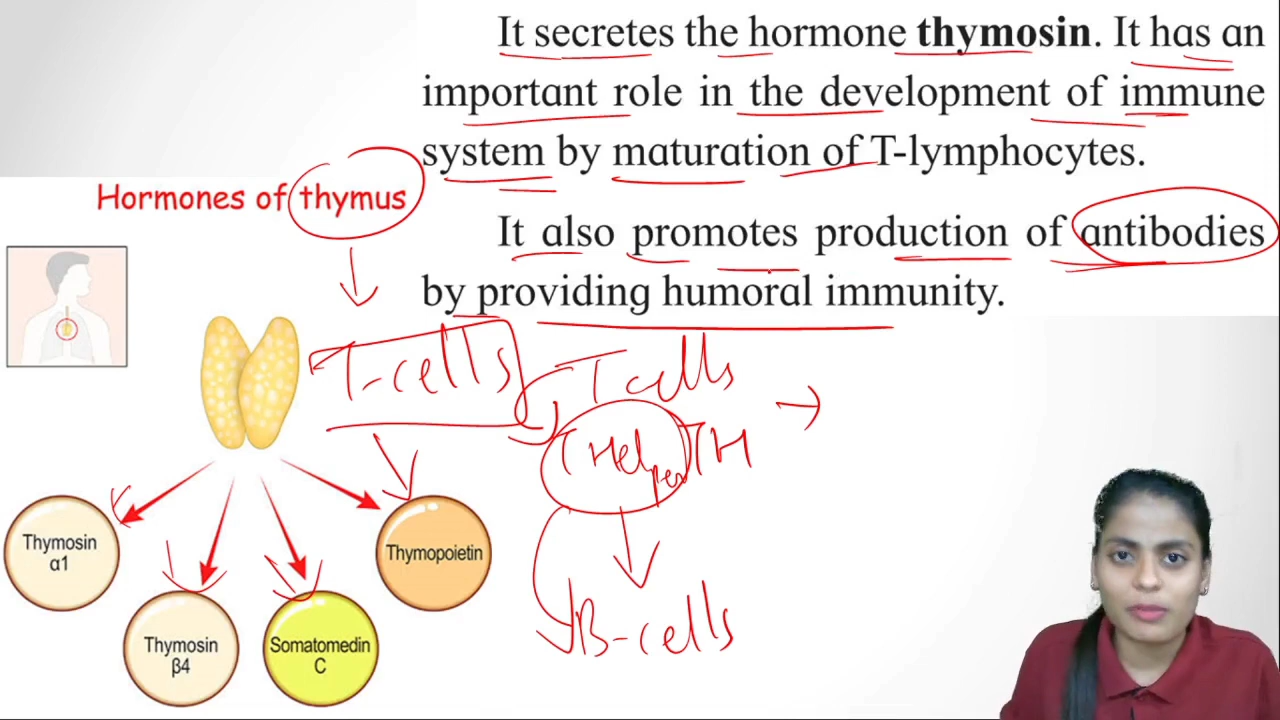 It secretes the hormone thymosin. It has an
important role in the development of immune
system by maturation of T-lymphocytes.
It also promotes production of antibodies
by providing humoral immunity.
Hormones of thymus
T-cells
T cells
T Helper TH
B-cells
Thymosin
α1
Thymosin
β4
Somatomedin
C
Thymopoietin